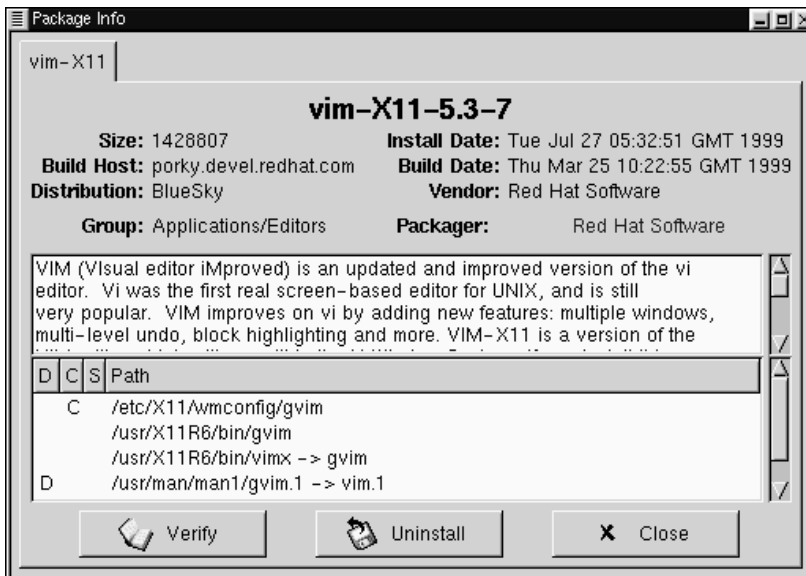 Package Info
vim-X11
vim-X11-5.3-7
Size: 1428807 Install Date: Tue Jul 27 05:32:51 GMT 1999
Build Host: porky.devel.redhat.com Build Date: Thu Mar 25 10:22:55 GMT 1999
Distribution: BlueSky Vendor: Red Hat Software
Group: Applications/Editors Packager: Red Hat Software
VIM (VIsual editor iMproved) is an updated and improved version of the vi
editor. Vi was the first real screen-based editor for UNIX, and is still
very popular. VIM improves on vi by adding new features: multiple windows,
multi-level undo, block highlighting and more. VIM-X11 is a version of the
D C S Path
C /etc/X11/wmconfig/gvim
/usr/X11R6/bin/gvim
/usr/X11R6/bin/vimx -> gvim
D /usr/man/man1/gvim.1 -> vim.1
Verify Uninstall Close